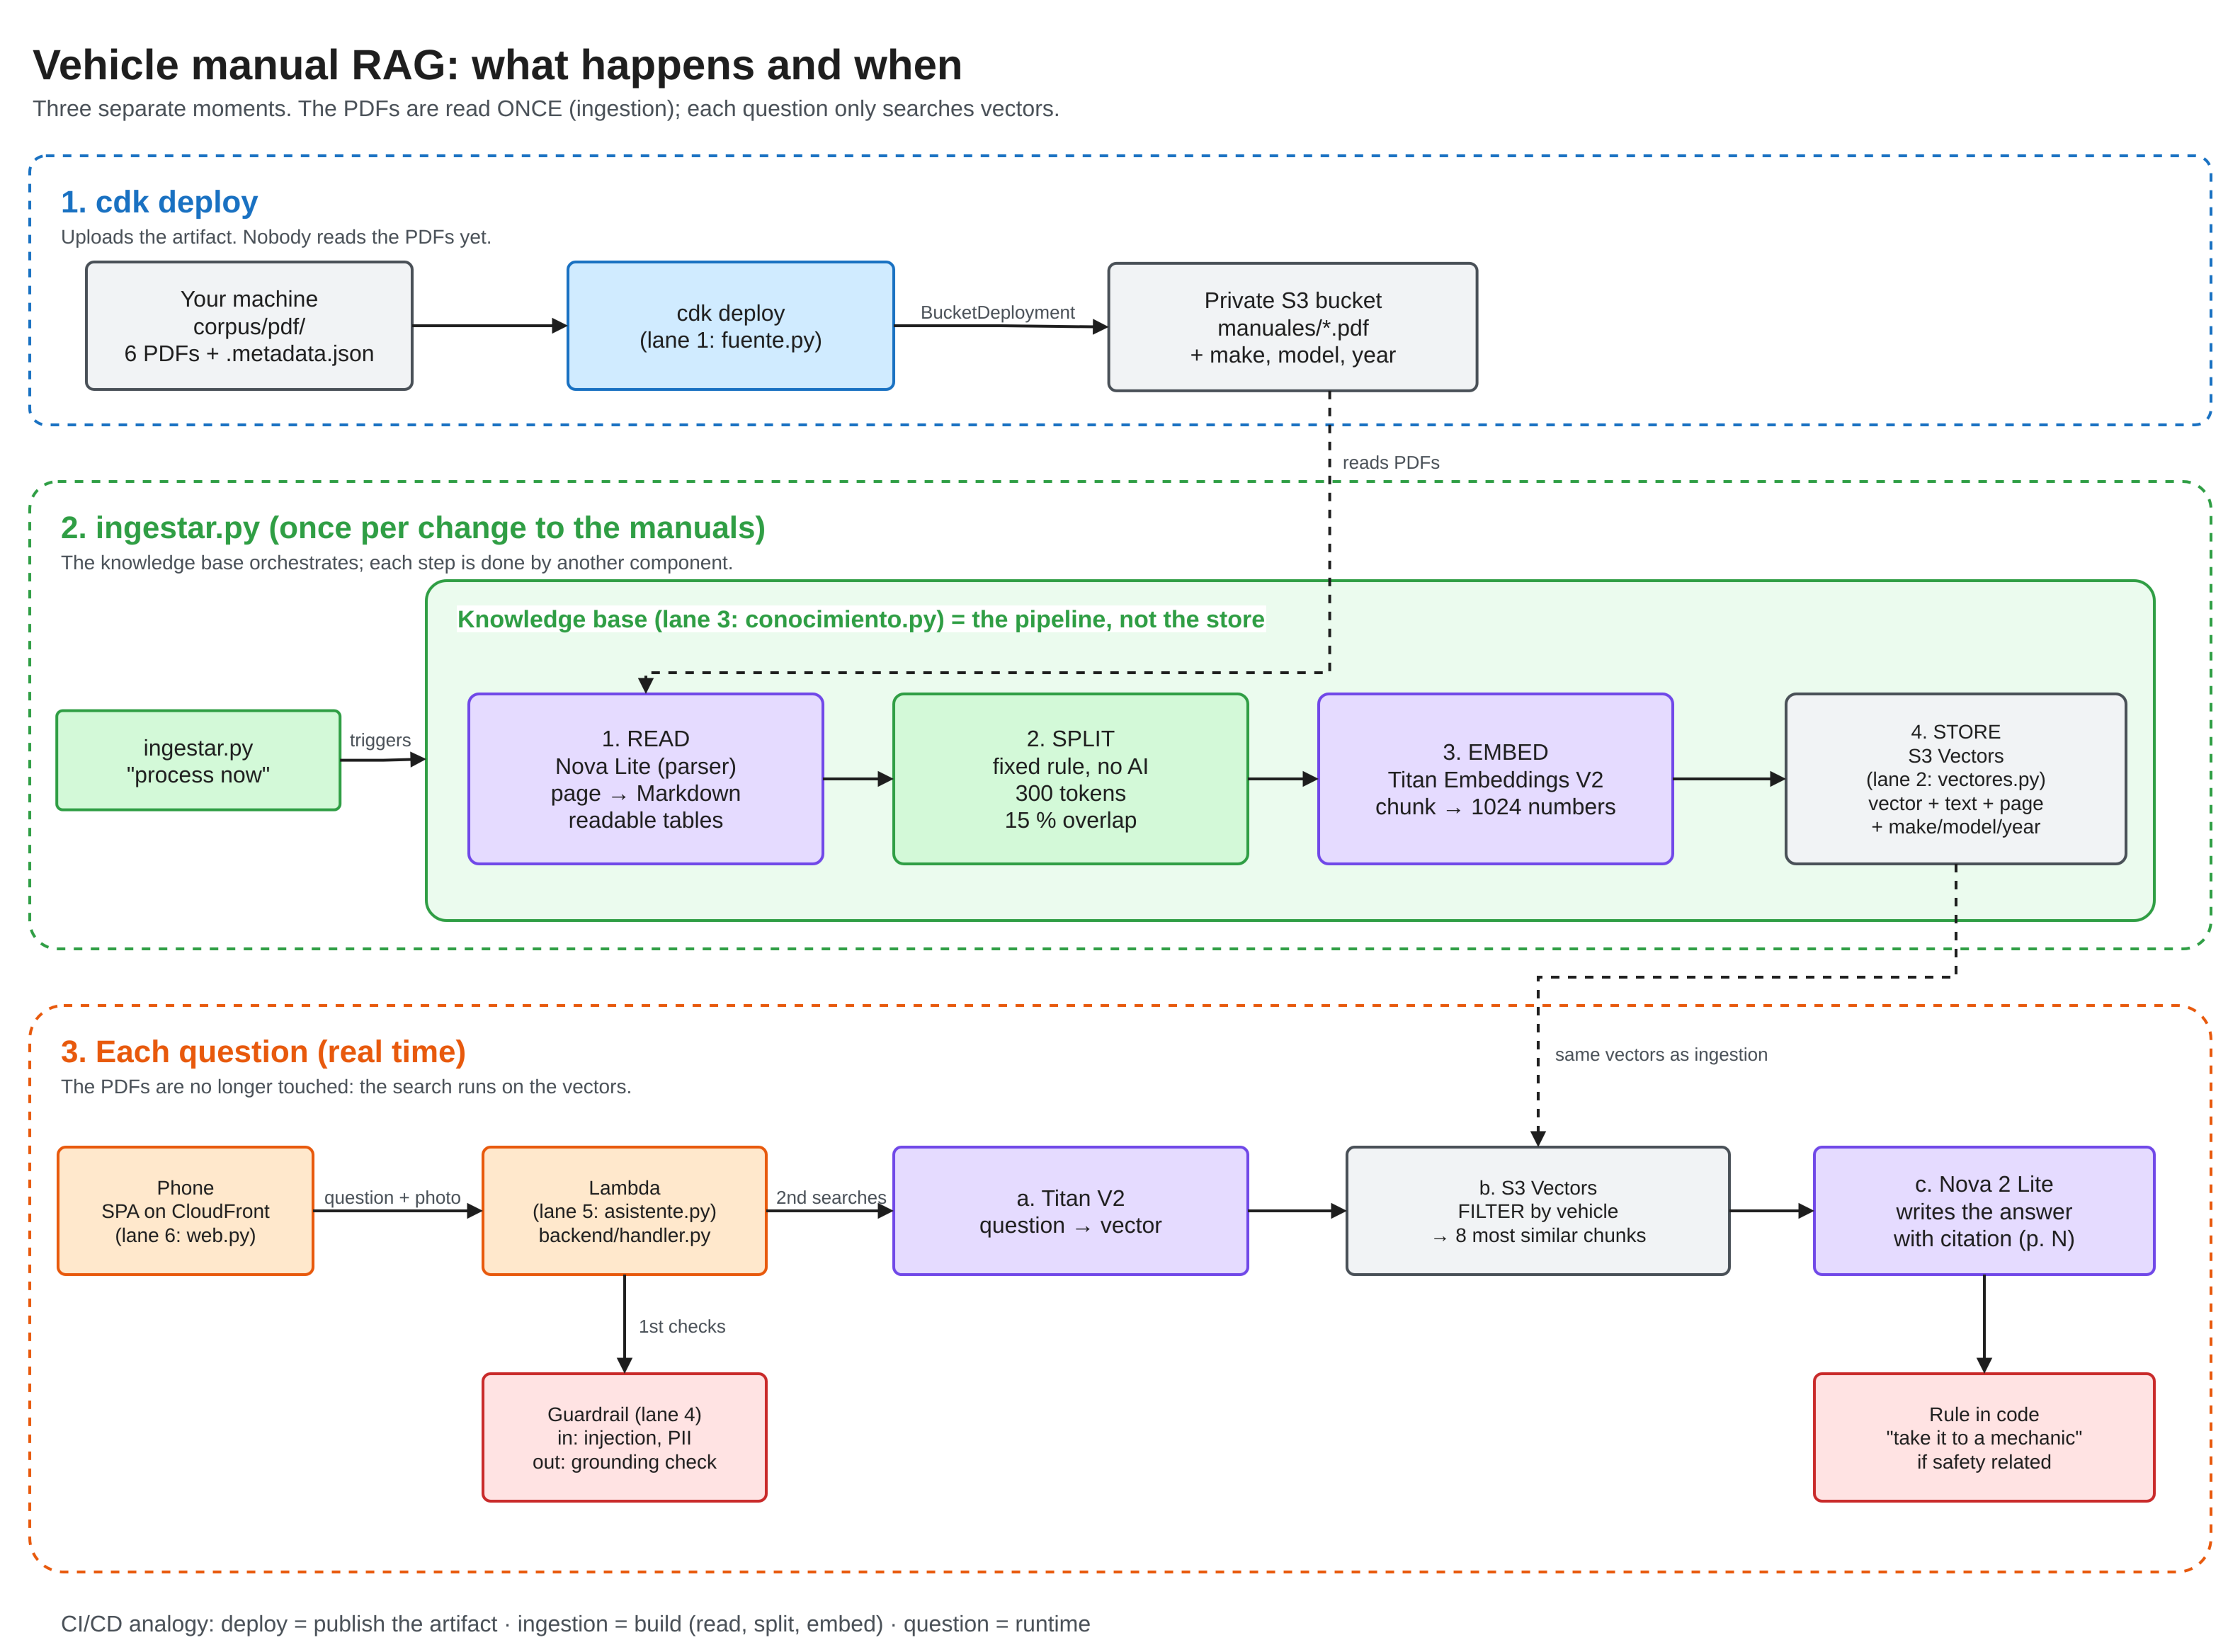 Vehicle manual RAG: what happens and when
Three separate moments. The PDFs are read ONCE (ingestion); each question only searches vectors.
1. cdk deploy
Uploads the artifact. Nobody reads the PDFs yet.
Your machine
corpus/pdf/
6 PDFs + .metadata.json
cdk deploy
(lane 1: fuente.py)
BucketDeployment
Private S3 bucket
manuales/*.pdf
+ make, model, year
reads PDFs
2. ingestar.py (once per change to the manuals)
The knowledge base orchestrates; each step is done by another component.
Knowledge base (lane 3: conocimiento.py) = the pipeline, not the store
ingestar.py
"process now"
triggers
1. READ
Nova Lite (parser)
page → Markdown
readable tables
2. SPLIT
fixed rule, no AI
300 tokens
15 % overlap
3. EMBED
Titan Embeddings V2
chunk → 1024 numbers
4. STORE
S3 Vectors
(lane 2: vectores.py)
vector + text + page
+ make/model/year
same vectors as ingestion
3. Each question (real time)
The PDFs are no longer touched: the search runs on the vectors.
Phone
SPA on CloudFront
(lane 6: web.py)
question + photo
Lambda
(lane 5: asistente.py)
backend/handler.py
2nd searches
a. Titan V2
question → vector
b. S3 Vectors
FILTER by vehicle
→ 8 most similar chunks
c. Nova 2 Lite
writes the answer
with citation (p. N)
1st checks
Guardrail (lane 4)
in: injection, PII
out: grounding check
Rule in code
"take it to a mechanic"
if safety related
CI/CD analogy: deploy = publish the artifact · ingestion = build (read, split, embed) · question = runtime